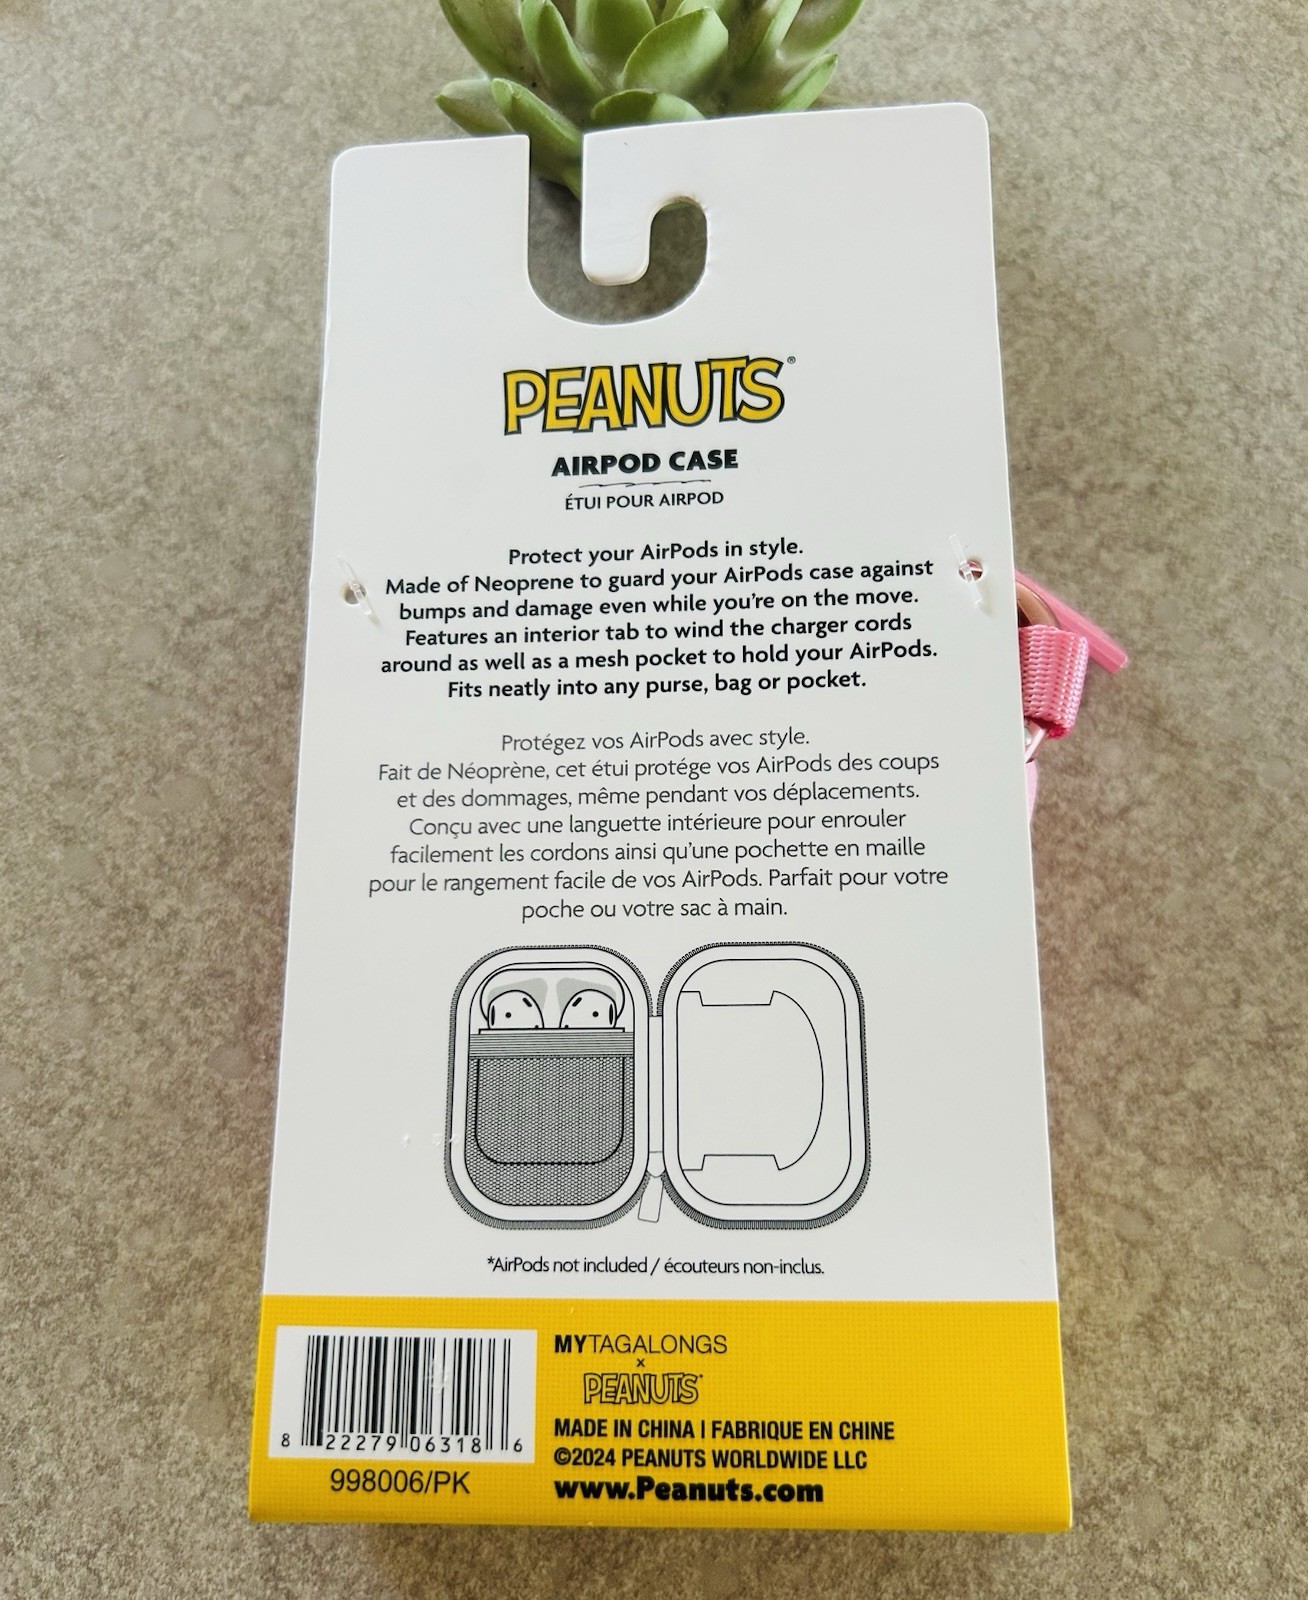 PEANUTS®
AIRPOD CASE
ÉTUI POUR AIRPOD
Protect your AirPods in style.
Made of Neoprene to guard your AirPods case against
bumps and damage even while you're on the move.
Features an interior tab to wind the charger cords
around as well as a mesh pocket to hold your AirPods.
Fits neatly into any purse, bag or pocket.
Protégez vos AirPods avec style.
Fait de Néoprène, cet étui protége vos AirPods des coups
et des dommages, même pendant vos déplacements.
Conçu avec une languette intérieure pour enrouler
facilement les cordons ainsi qu'une pochette en maille
pour le rangement facile de vos AirPods. Parfait pour votre
poche ou votre sac à main.
*AirPods not included / écouteurs non-inclus.
8 22279 06318 6
998006/PK
MYTAGALONGS
x
PEANUTS
MADE IN CHINA | FABRIQUE EN CHINE
©2024 PEANUTS WORLDWIDE LLC
www.Peanuts.com